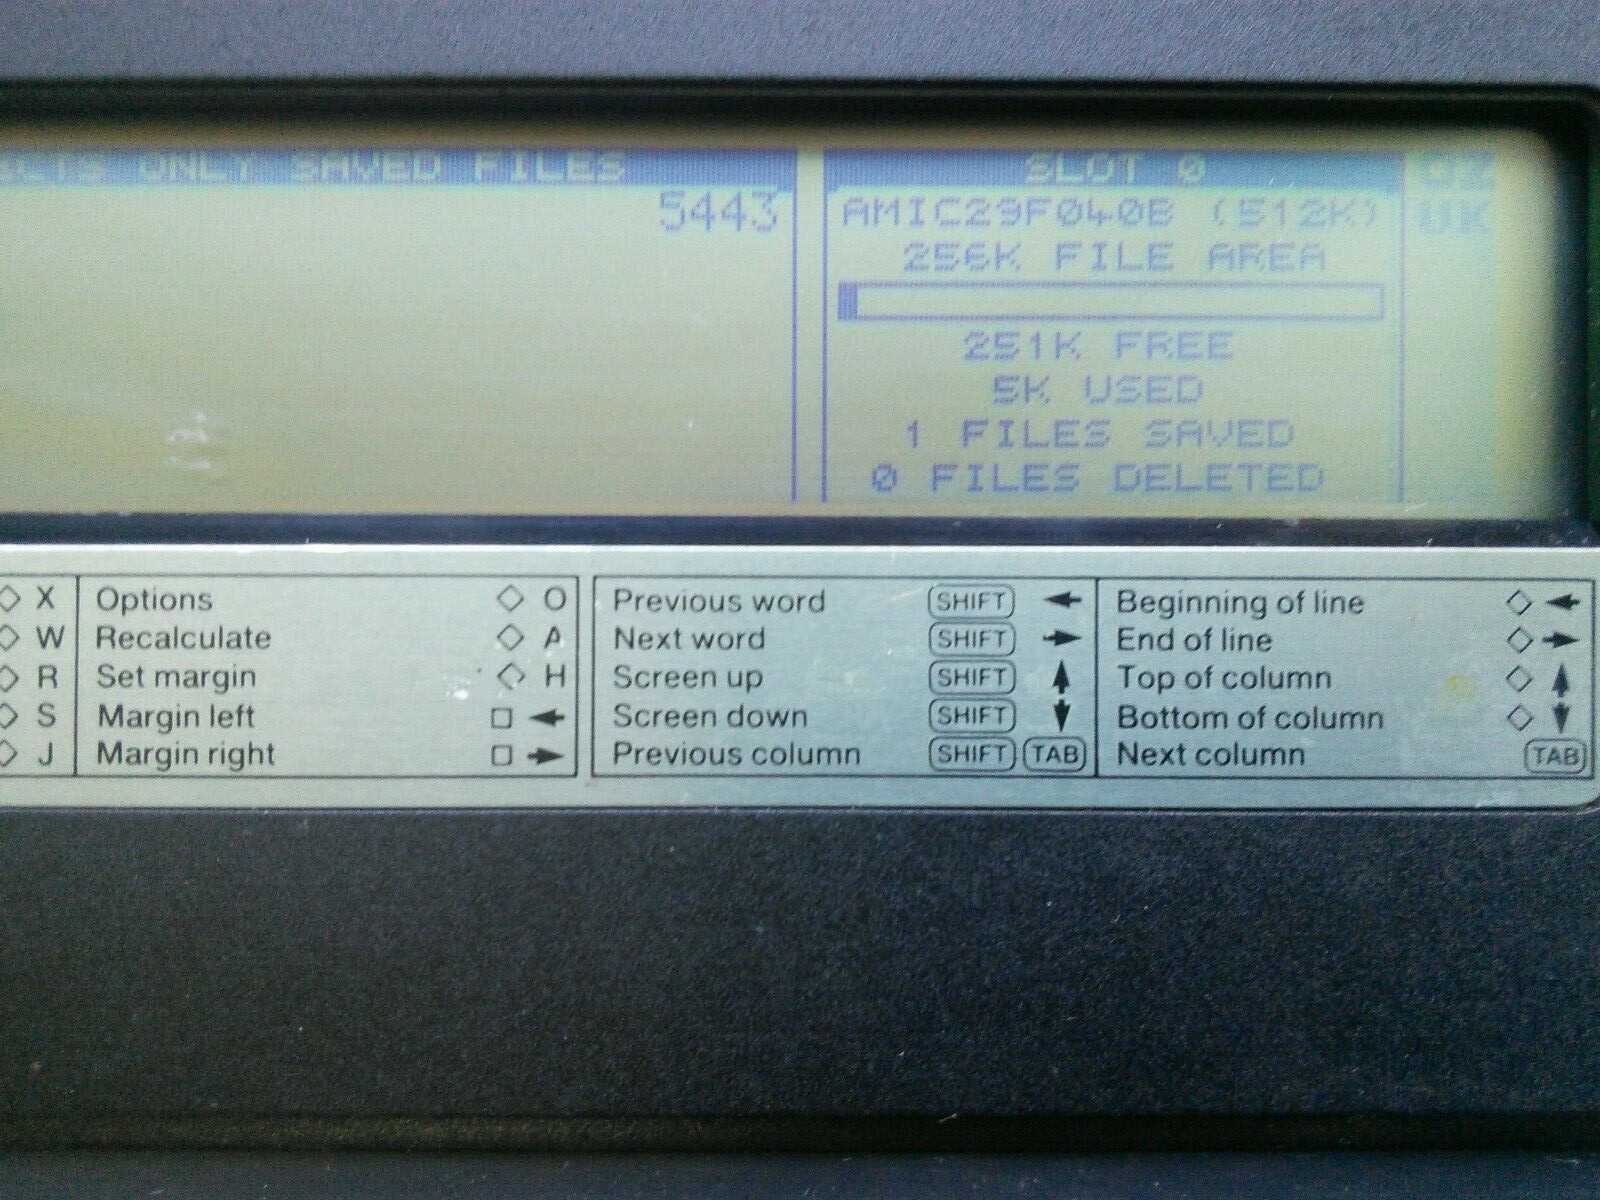 ECTS ONLY SAVED FILES
5443
SLOT 0
AMIC29F040B (512K)
256K FILE AREA
251K FREE
5K USED
1 FILES SAVED
0 FILES DELETED
OZ
UK
X
W
R
S
J
Options ◇ O
Recalculate ◇ A
Set margin ◇ H
Margin left □ ←
Margin right □ →
Previous word SHIFT ←
Next word SHIFT →
Screen up SHIFT ↑
Screen down SHIFT ↓
Previous column SHIFT TAB
Beginning of line ◇ ←
End of line ◇ →
Top of column ◇ ↑
Bottom of column ◇ ↓
Next column TAB